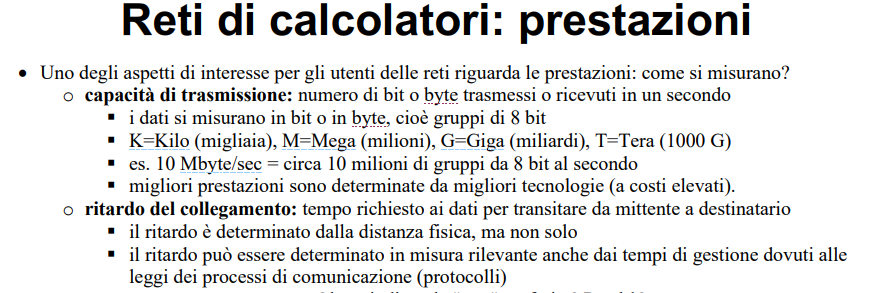 Reti di calcolatori: prestazioni
• Uno degli aspetti di interesse per gli utenti delle reti riguarda le prestazioni: come si misurano?
o capacità di trasmissione: numero di bit o byte trasmessi o ricevuti in un secondo
▪ i dati si misurano in bit o in byte, cioè gruppi di 8 bit
▪ K=Kilo (migliaia), M=Mega (milioni), G=Giga (miliardi), T=Tera (1000 G)
▪ es. 10 Mbyte/sec = circa 10 milioni di gruppi da 8 bit al secondo
▪ migliori prestazioni sono determinate da migliori tecnologie (a costi elevati).
o ritardo del collegamento: tempo richiesto ai dati per transitare da mittente a destinatario
▪ il ritardo è determinato dalla distanza fisica, ma non solo
▪ il ritardo può essere determinato in misura rilevante anche dai tempi di gestione dovuti alle
leggi dei processi di comunicazione (protocolli)